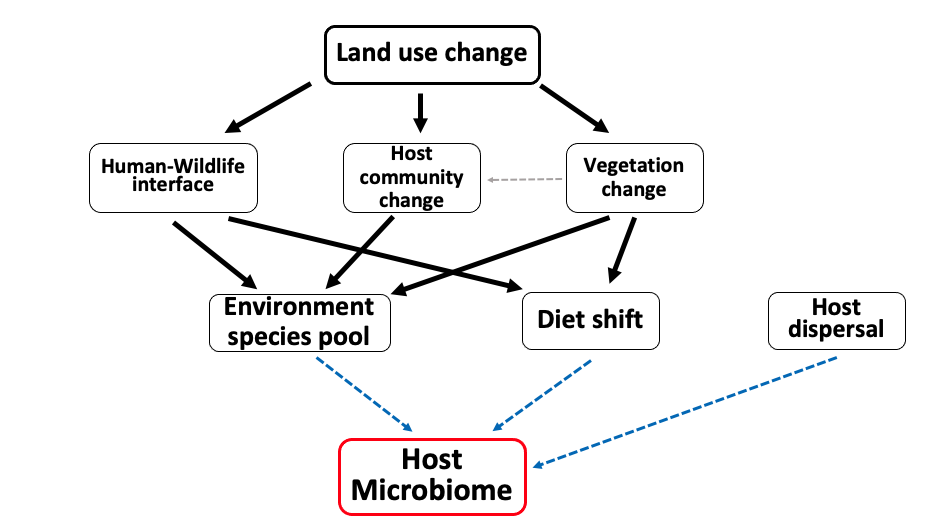 Land use change
Human-Wildlife
interface
Host
community
change
Vegetation
change
Environment
species pool
Diet shift
Host
dispersal
Host
Microbiome